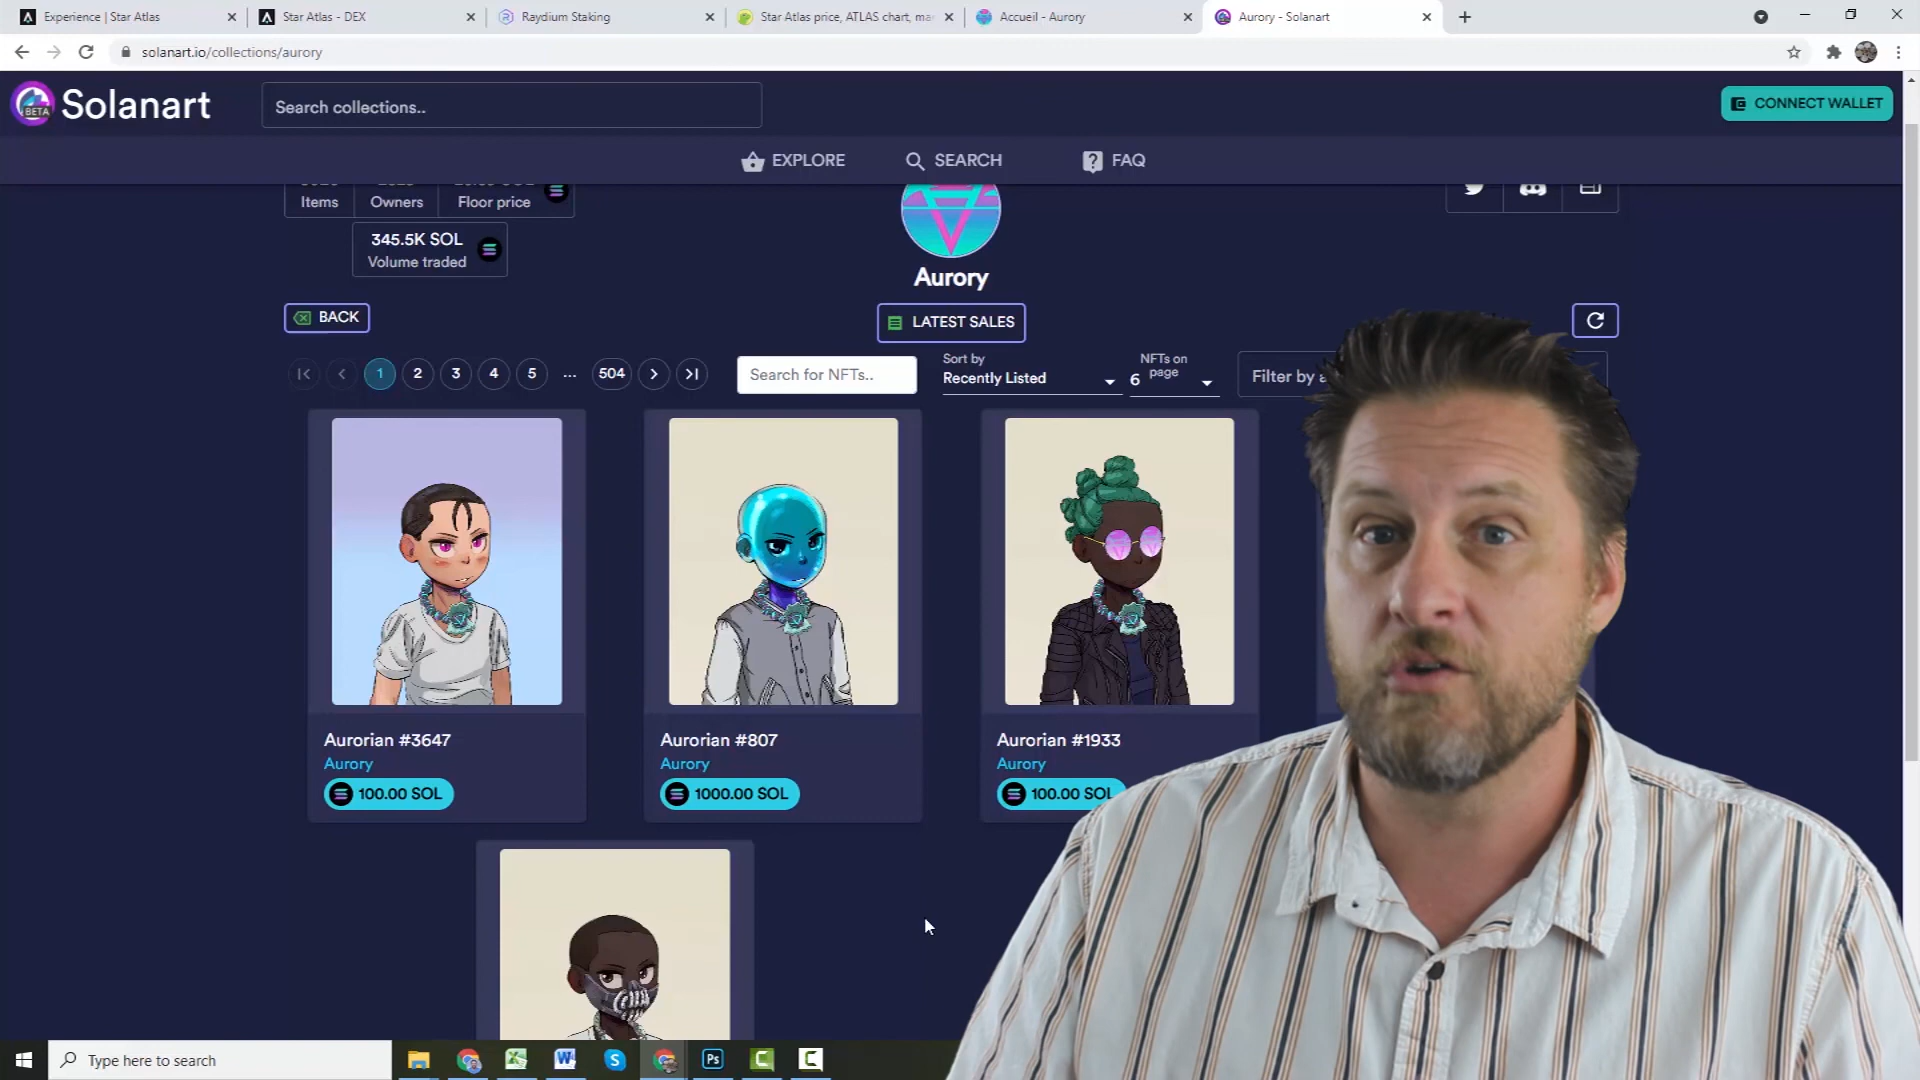 Experience | Star Atlas
Star Atlas - DEX
Raydium Staking
Star Atlas price, ATLAS chart, ma
Accueil - Aurory
Aurory - Solanart
solanart.io/collections/aurory
BETA
Solanart
Search collections..
CONNECT WALLET
EXPLORE
SEARCH
FAQ
Items
Owners
Floor price
345.5K SOL
Volume traded
Aurory
BACK
LATEST SALES
1
2
3
4
5
...
504
Search for NFTs..
Sort by
Recently Listed
NFTs on
page
6
Filter by a
Aurorian #3647
Aurory
100.00 SOL
Aurorian #807
Aurory
1000.00 SOL
Aurorian #1933
Aurory
100.00 SOL
Type here to search
Ps